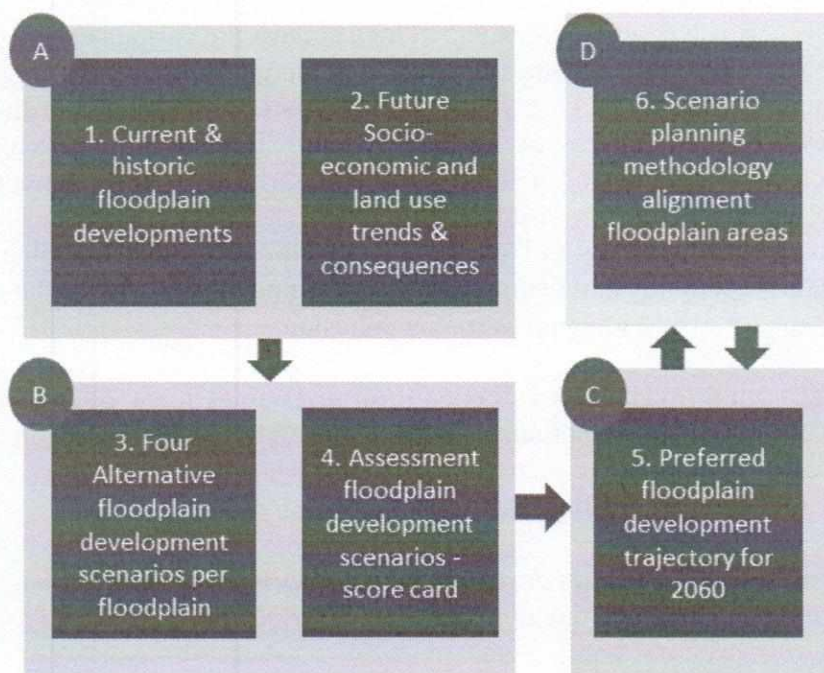 A
1. Current &
historic
floodplain
developments
2. Future
Socio-
economic and
land use
trends &
consequences
B
3. Four
Alternative
floodplain
development
scenarios per
floodplain
4. Assessment
floodplain
development
scenarios -
score card
C
5. Preferred
floodplain
development
trajectory for
2060
D
6. Scenario
planning
methodology
alignment
floodplain areas